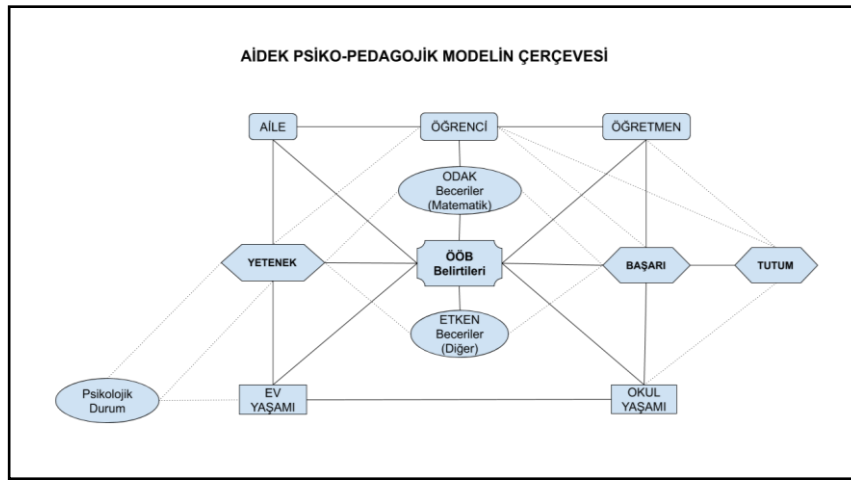 AİDEK PSİKO-PEDAGOJİK MODELİN ÇERÇEVESİ
AİLE
ÖĞRENCİ
ÖĞRETMEN
ODAK
Beceriler
(Matematik)
YETENEK
ÖÖB
Belirtileri
BAŞARI
TUTUM
ETKEN
Beceriler
(Diğer)
Psikolojik
Durum
EV
YAŞAMI
OKUL
YAŞAMI